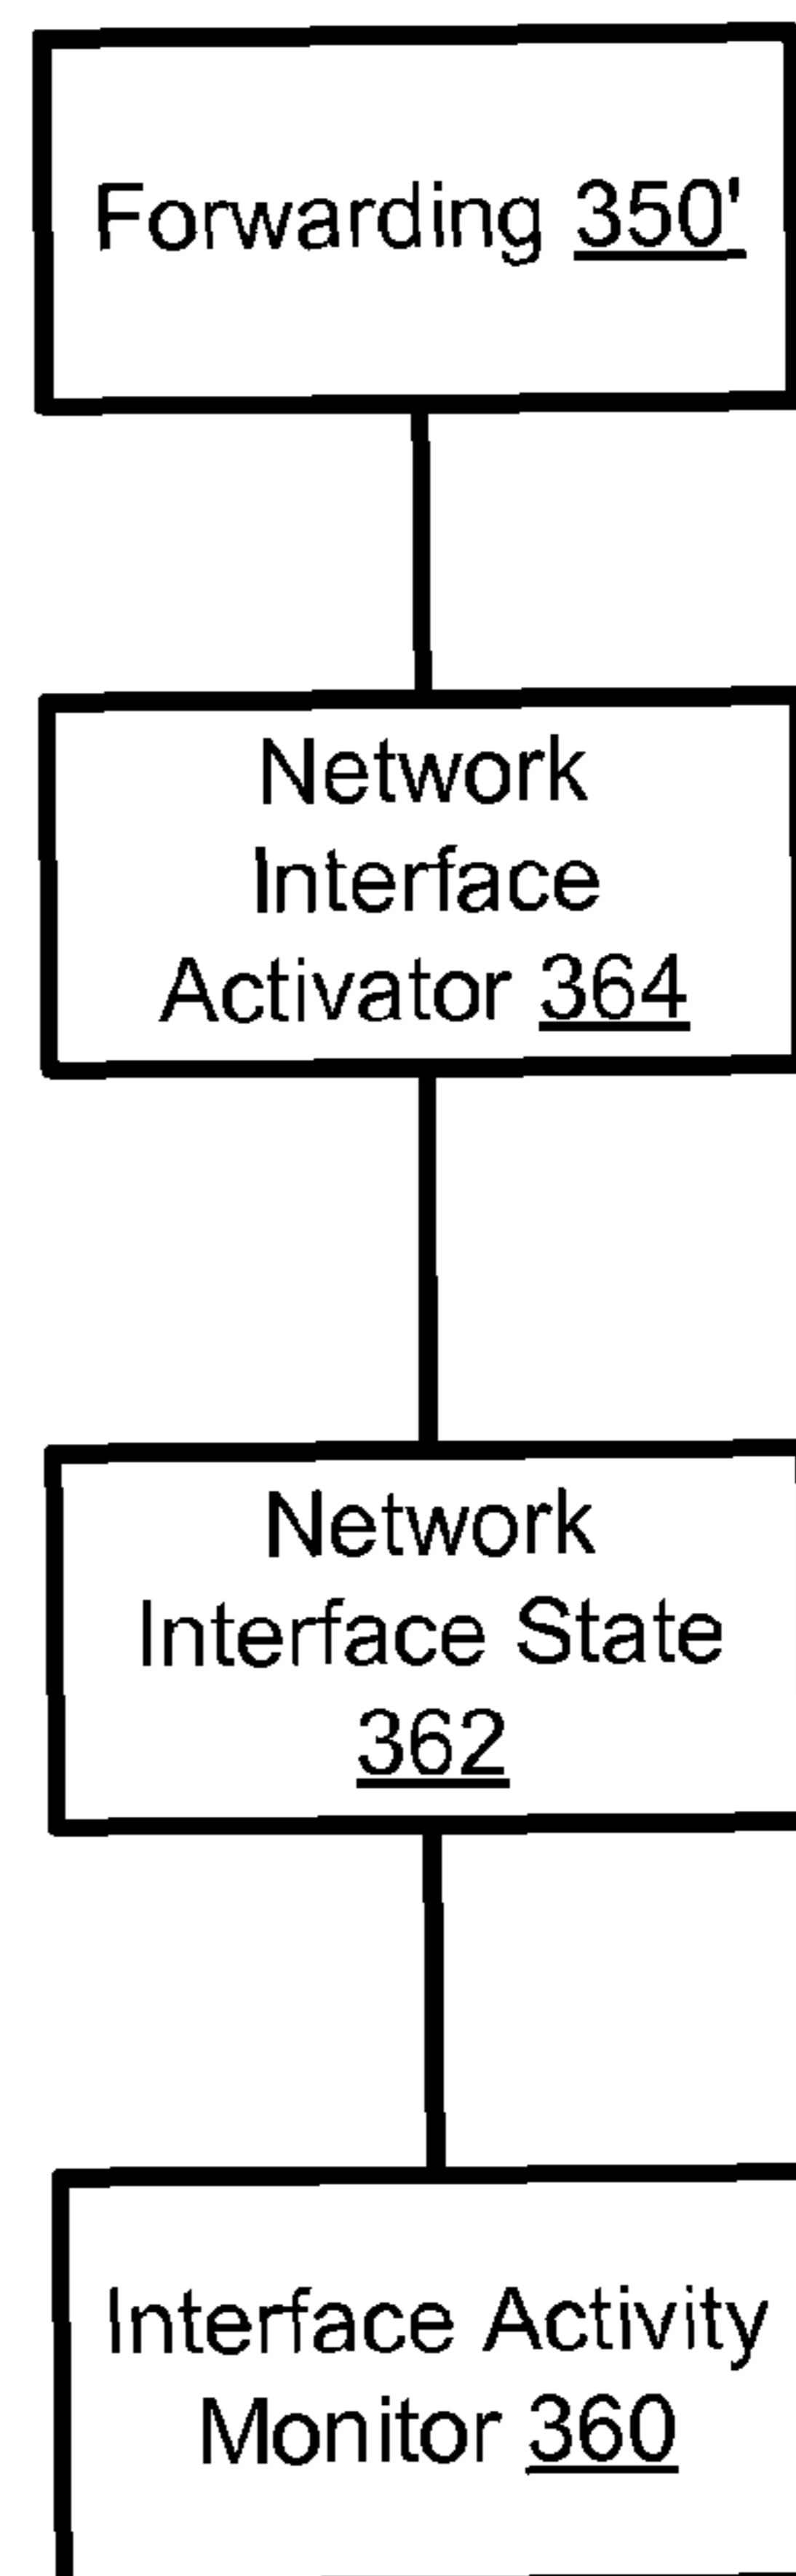 Forwarding 350'
Network
Interface
Activator 364
Network
Interface State
362
Interface Activity
Monitor 360